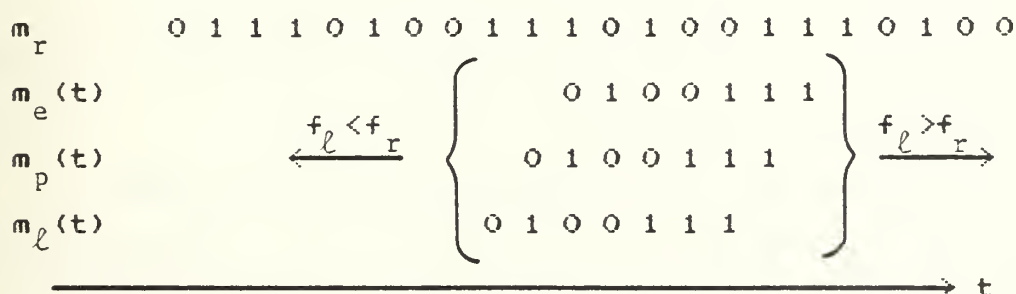 m_r 0 1 1 1 0 1 0 0 1 1 1 0 1 0 0 1 1 1 0 1 0 0
m_e (t) 0 1 0 0 1 1 1
f_ℓ <f_r f_ℓ >f_r
m_p (t) 0 1 0 0 1 1 1
m_ℓ (t) 0 1 0 0 1 1 1
t